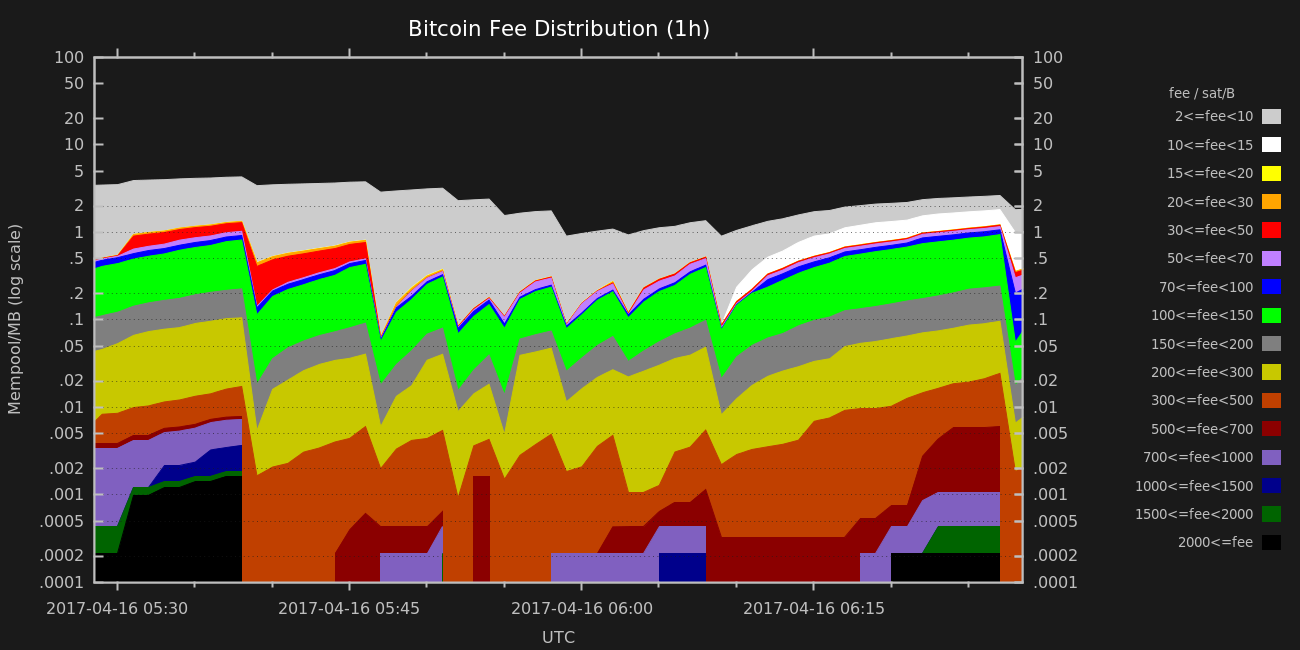 Bitcoin Fee Distribution (1h)
Mempool/MB (log scale)
100
50
20
10
5
2
1
.5
.2
.1
.05
.02
.01
.005
.002
.001
.0005
.0002
.0001
100
50
20
10
5
2
1
.5
.2
.1
.05
.02
.01
.005
.002
.001
.0005
.0002
.0001
2017-04-16 05:30
2017-04-16 05:45
2017-04-16 06:00
2017-04-16 06:15
UTC
fee / sat/B
2<=fee<10
10<=fee<15
15<=fee<20
20<=fee<30
30<=fee<50
50<=fee<70
70<=fee<100
100<=fee<150
150<=fee<200
200<=fee<300
300<=fee<500
500<=fee<700
700<=fee<1000
1000<=fee<1500
1500<=fee<2000
2000<=fee